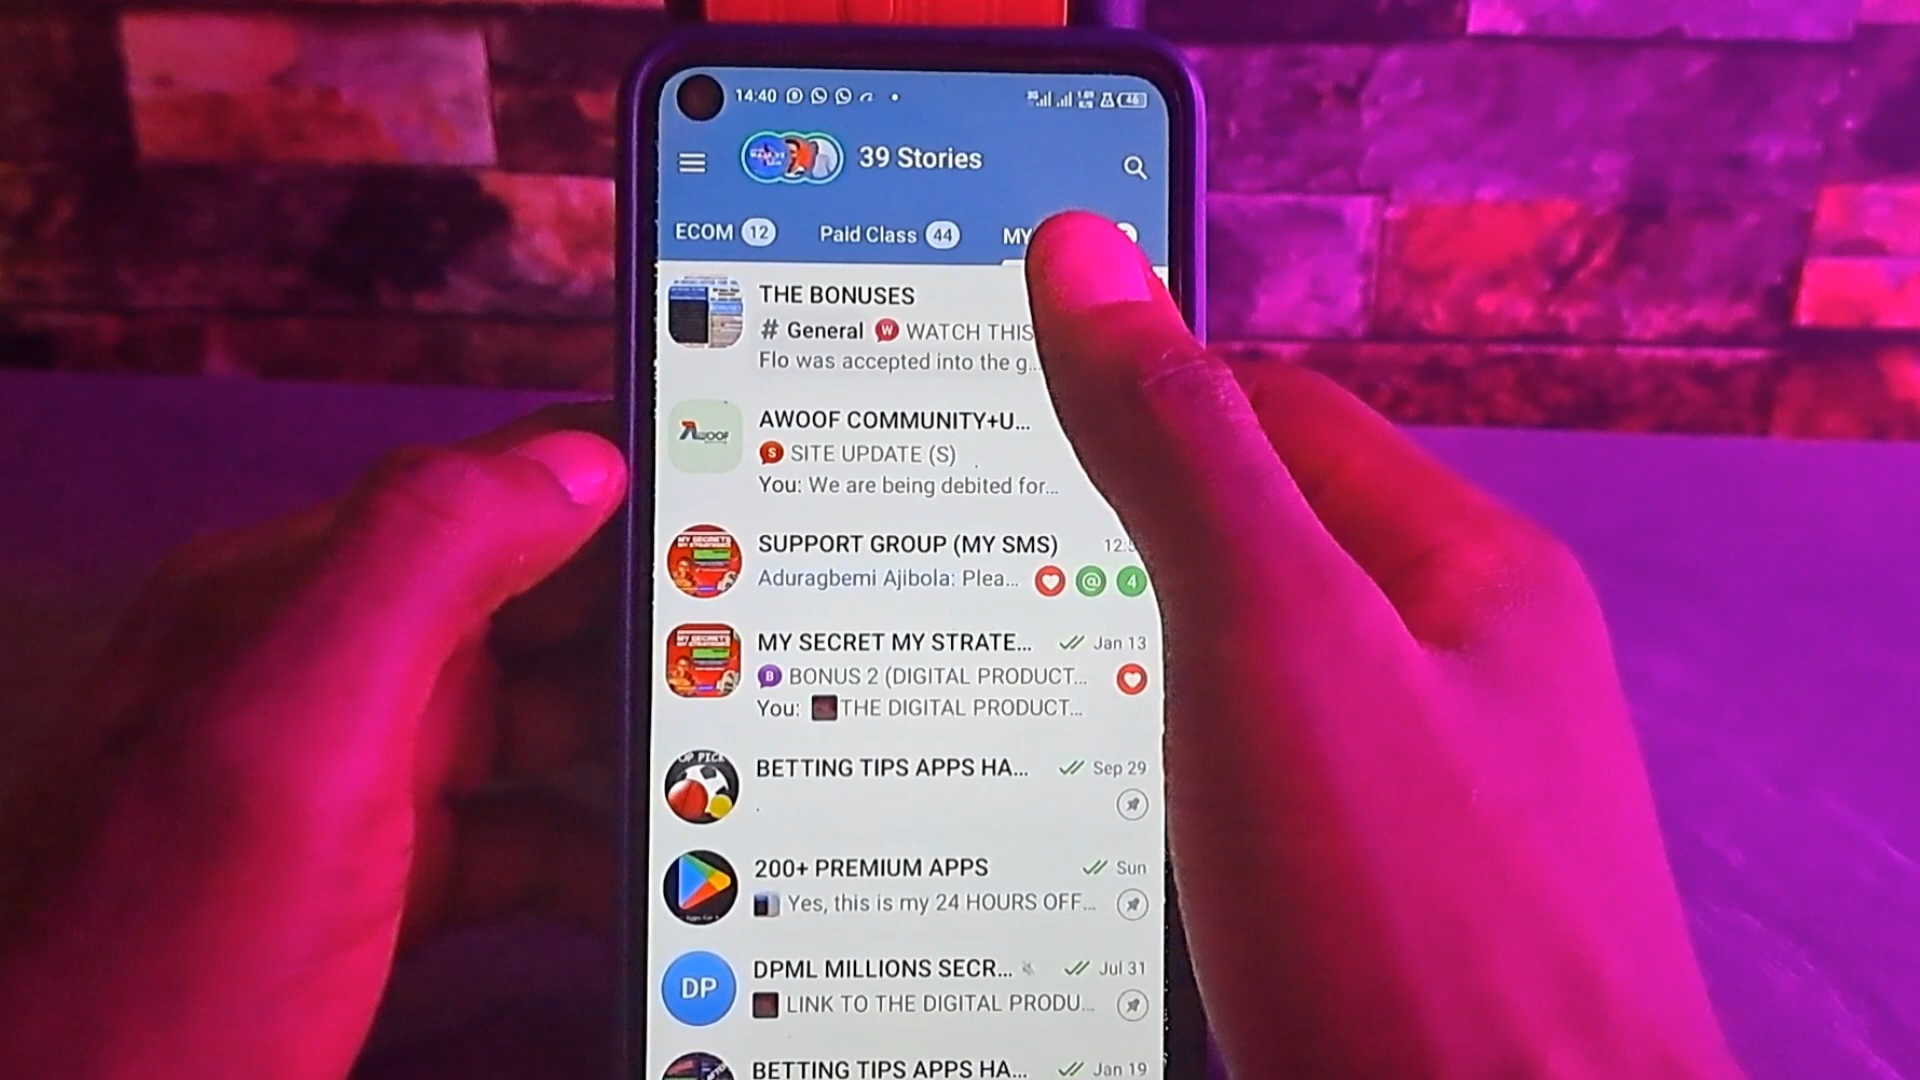 14:40
46
39 Stories
ECOM 12
Paid Class 44
MY
THE BONUSES
# General W WATCH THIS
Flo was accepted into the g...
AWOOF
AWOOF COMMUNITY+U...
S SITE UPDATE (S)
You: We are being debited for...
SUPPORT GROUP (MY SMS) 12:
Aduragbemi Ajibola: Plea... @ 4
MY SECRET MY STRATE... Jan 13
B BONUS 2 (DIGITAL PRODUCT...
You: THE DIGITAL PRODUCT...
BETTING TIPS APPS HA... Sep 29
.
200+ PREMIUM APPS Sun
Yes, this is my 24 HOURS OFF...
DP
DPML MILLIONS SECR... Jul 31
LINK TO THE DIGITAL PRODU...
BETTING TIPS APPS HA... Jan 19